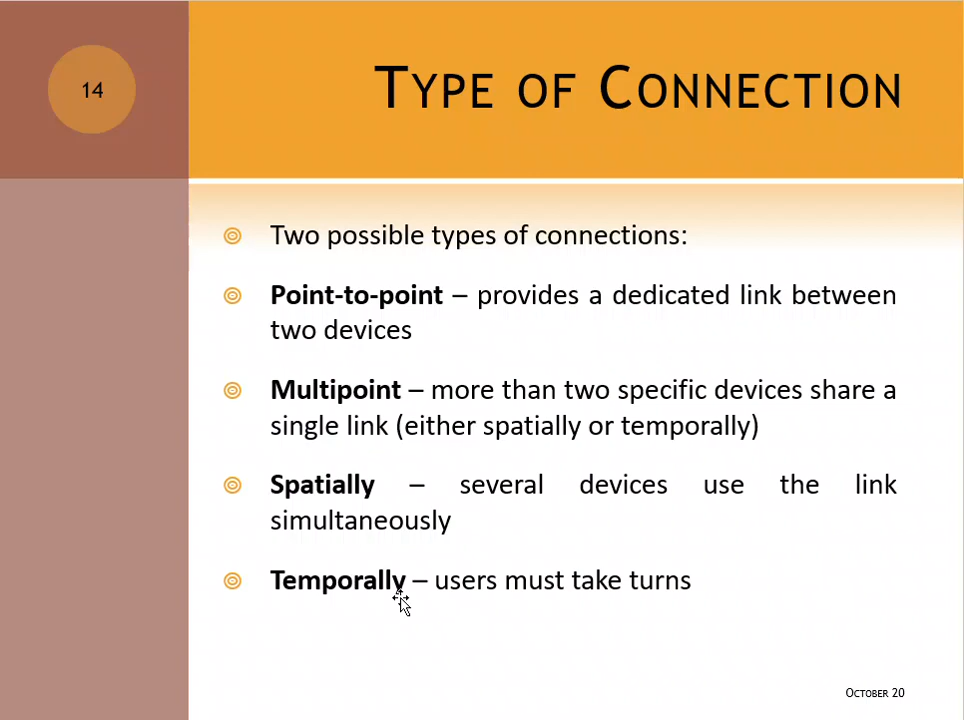 14
Type of Connection
Two possible types of connections:
Point-to-point – provides a dedicated link between
two devices
Multipoint – more than two specific devices share a
single link (either spatially or temporally)
Spatially – several devices use the link
simultaneously
Temporally – users must take turns
October 20